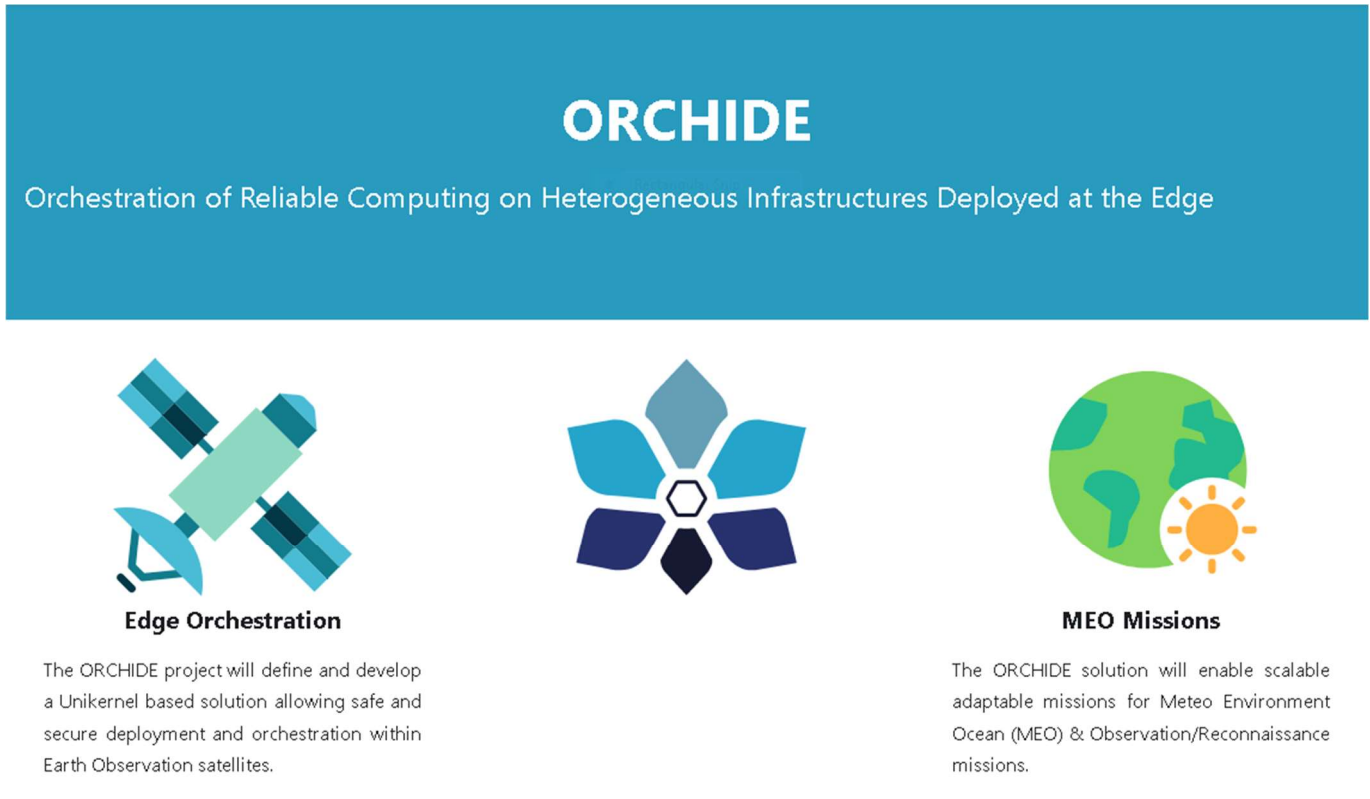 ORCHIDE
Orchestration of Reliable Computing on Heterogeneous Infrastructures Deployed at the Edge
Edge Orchestration
The ORCHIDE project will define and develop
a Unikernel based solution allowing safe and
secure deployment and orchestration within
Earth Observation satellites.
MEO Missions
The ORCHIDE solution will enable scalable
adaptable missions for Meteo Environment
Ocean (MEO) & Observation/Reconnaissance
missions.